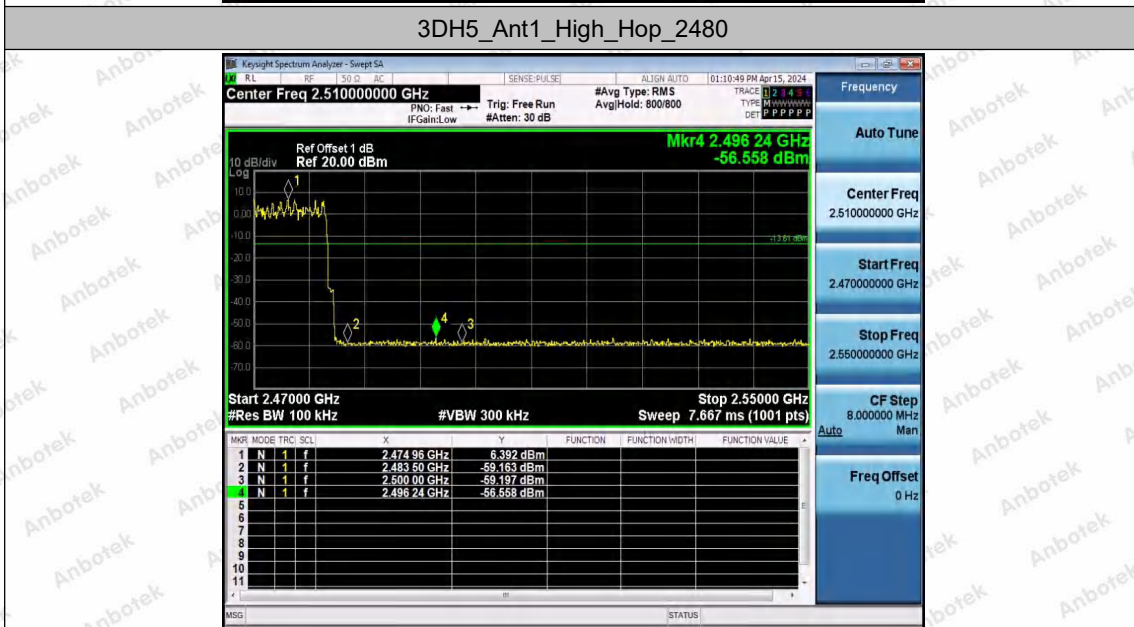 3DH5_Ant1_High_Hop_2480
Keysight Spectrum Analyzer - Swept SA
RL RF 50 Ω AC SENSE:PULSE ALIGN AUTO 01:10:49 PM Apr 15, 2024
Center Freq 2.510000000 GHz
PNO: Fast
IFGain:Low
Trig: Free Run
#Atten: 30 dB
#Avg Type: RMS
Avg|Hold: 800/800
TRACE 1 2 3 4 5 6
TYPE M WWWWW
DET P P P P P P
Mkr4 2.496 24 GHz
-56.558 dBm
Ref Offset 1 dB
10 dB/div Ref 20.00 dBm
Log
10.0
0.00
-10.0
-20.0
-30.0
-40.0
-50.0
-60.0
-70.0
-13.61 dBm
1
2
4
3
Start 2.47000 GHz Stop 2.55000 GHz
#Res BW 100 kHz #VBW 300 kHz Sweep 7.667 ms (1001 pts)
MKR MODE TRC SCL X Y FUNCTION FUNCTION WIDTH FUNCTION VALUE
1 N 1 f 2.474 96 GHz 6.392 dBm
2 N 1 f 2.483 50 GHz -59.163 dBm
3 N 1 f 2.500 00 GHz -59.197 dBm
4 N 1 f 2.496 24 GHz -56.558 dBm
5
6
7
8
9
10
11
MSG STATUS
Frequency
Auto Tune
Center Freq
2.510000000 GHz
Start Freq
2.470000000 GHz
Stop Freq
2.550000000 GHz
CF Step
8.000000 MHz
Auto Man
Freq Offset
0 Hz
Anbotek